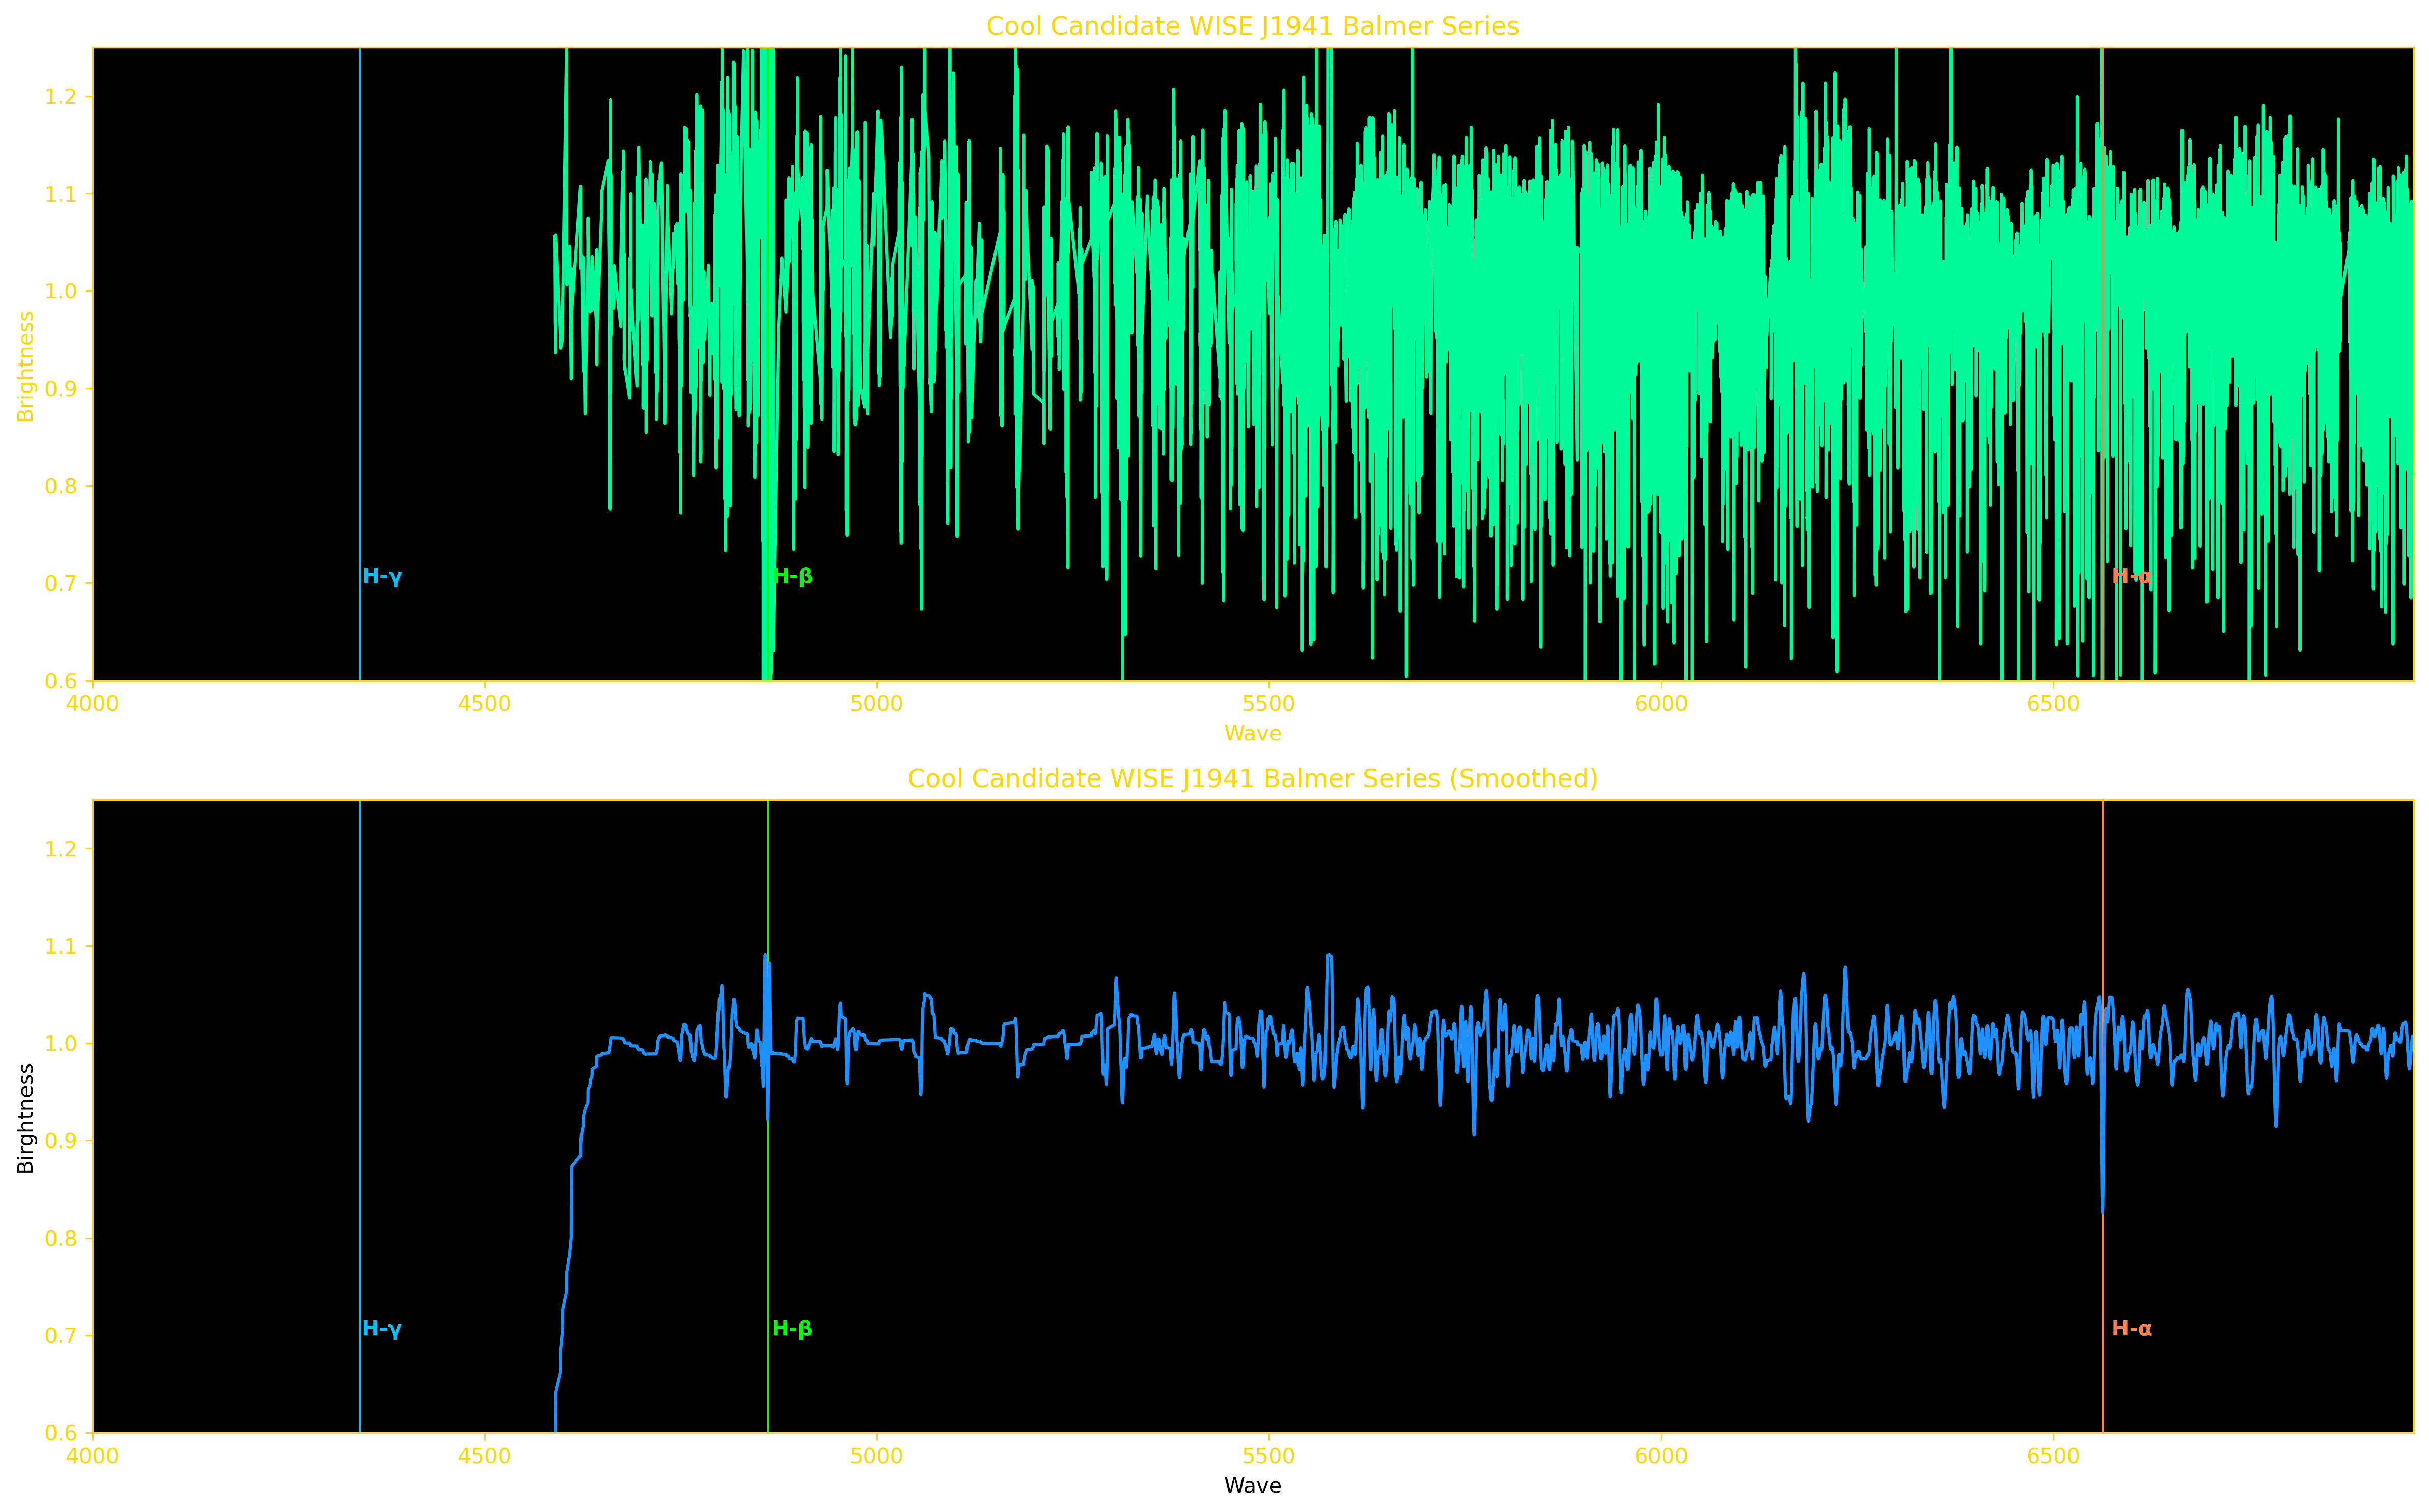 Cool Candidate WISE J1941 Balmer Series
1.2
1.1
1.0
0.9
0.8
0.7
0.6
Brightness
H-γ
H-β
H-α
4000
4500
5000
5500
6000
6500
Wave
Cool Candidate WISE J1941 Balmer Series (Smoothed)
1.2
1.1
1.0
0.9
0.8
0.7
0.6
Birghtness
H-γ
H-β
H-α
4000
4500
5000
5500
6000
6500
Wave